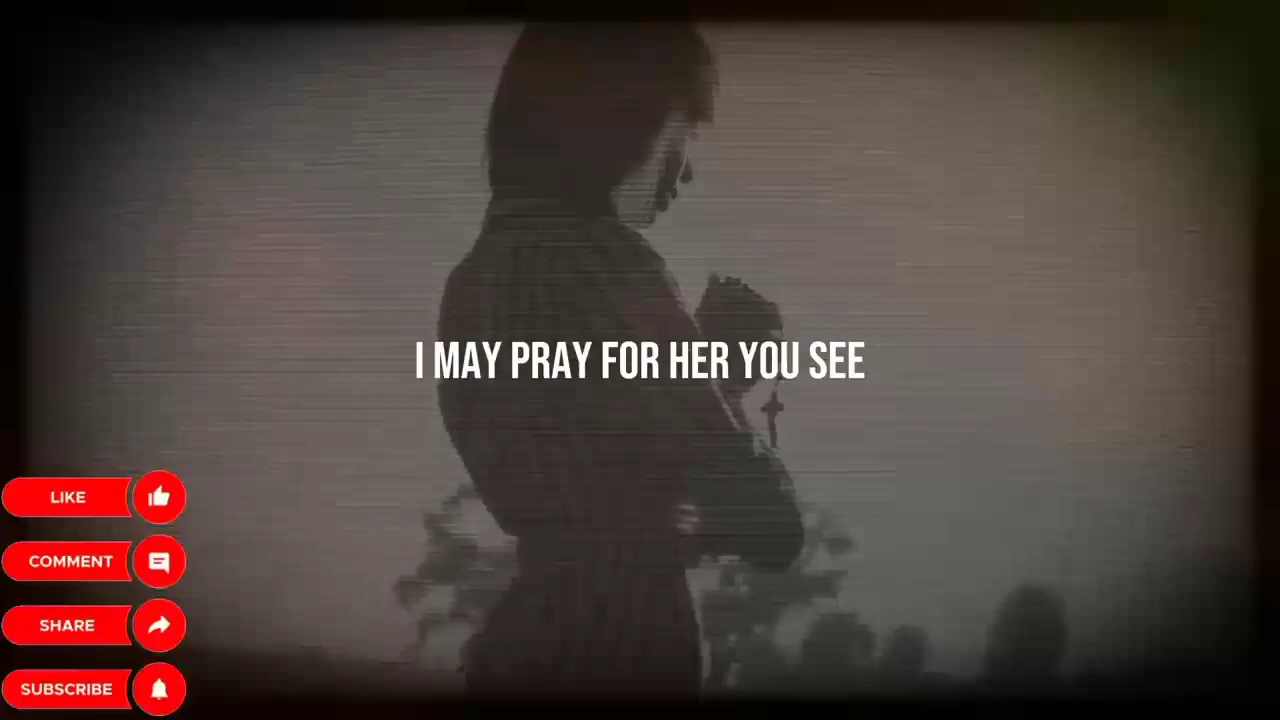 I MAY PRAY FOR HER YOU SEE
LIKE
COMMENT
SHARE
SUBSCRIBE